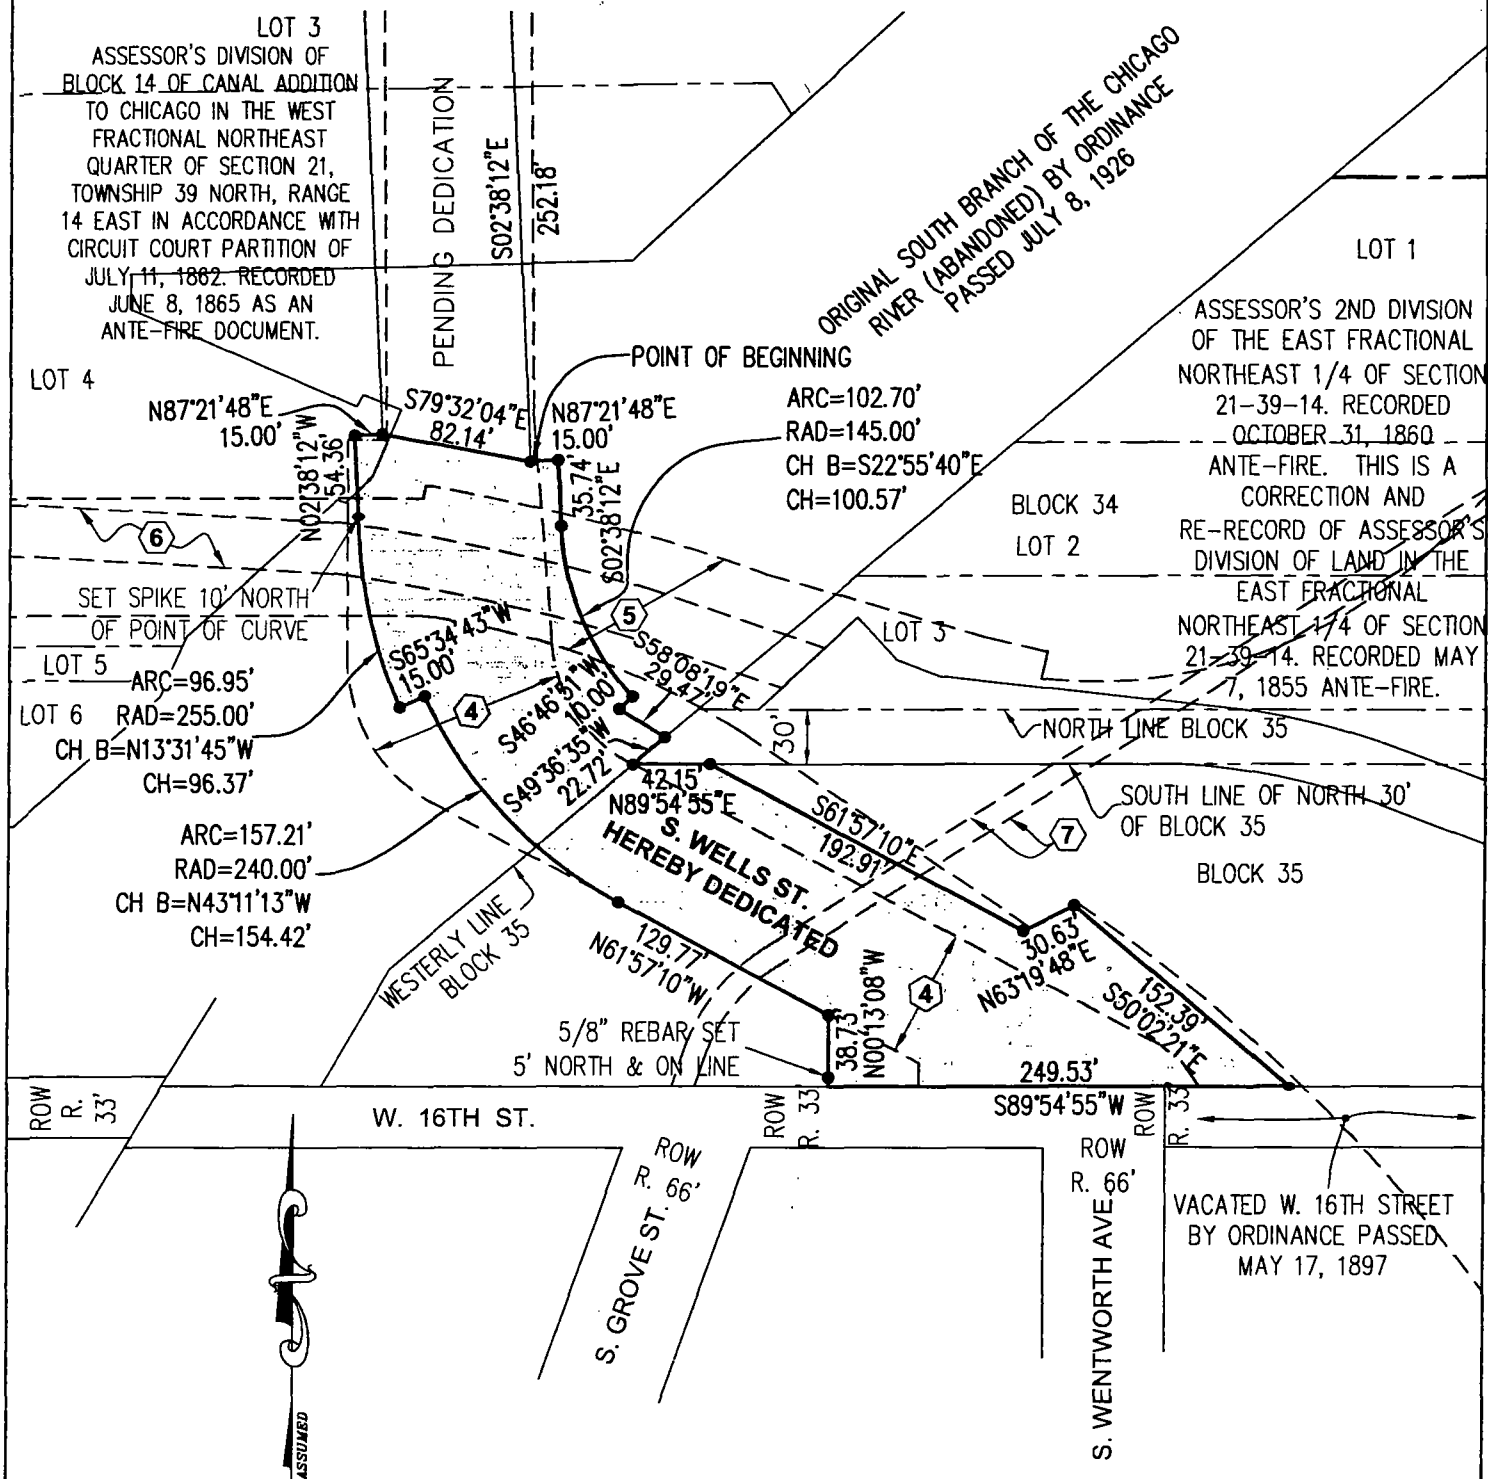 LOT 3
ASSESSOR'S DIVISION OF
BLOCK 14 OF CANAL ADDITION
TO CHICAGO IN THE WEST
FRACTIONAL NORTHEAST
QUARTER OF SECTION 21,
TOWNSHIP 39 NORTH, RANGE
14 EAST IN ACCORDANCE WITH
CIRCUIT COURT PARTITION OF
JULY 11, 1862. RECORDED
JUNE 8, 1865 AS AN
ANTE-FIRE DOCUMENT.
PENDING DEDICATION
S02°38'12"E
252.18'
ORIGINAL SOUTH BRANCH OF THE CHICAGO
RIVER (ABANDONED) BY ORDINANCE
PASSED JULY 8, 1926
LOT 1
ASSESSOR'S 2ND DIVISION
OF THE EAST FRACTIONAL
NORTHEAST 1/4 OF SECTION
21-39-14. RECORDED
OCTOBER 31, 1860
ANTE-FIRE. THIS IS A
CORRECTION AND
RE-RECORD OF ASSESSOR'S
DIVISION OF LAND IN THE
EAST FRACTIONAL
NORTHEAST 1/4 OF SECTION
21-39-14. RECORDED MAY
7, 1855 ANTE-FIRE.
POINT OF BEGINNING
LOT 4
N87°21'48"E
15.00'
S79°32'04"E
82.14'
N87°21'48"E
15.00'
ARC=102.70'
RAD=145.00'
CH B=S22°55'40"E
CH=100.57'
N02°38'12"W
54.36'
35.74'
S02°38'12"E
BLOCK 34
LOT 2
6
SET SPIKE 10' NORTH
OF POINT OF CURVE
5
LOT 3
LOT 5
S65°34'43"W
15.00'
S58°08'19"E
29.47'
ARC=96.95'
RAD=255.00'
CH B=N13°31'45"W
CH=96.37'
LOT 6
4
S46°46'51"W
10.00'
S49°36'35"W
22.72'
30'
NORTH LINE BLOCK 35
42.15'
N89°54'55"E
SOUTH LINE OF NORTH 30'
OF BLOCK 35
S61°57'10"E
192.91'
7
BLOCK 35
ARC=157.21'
RAD=240.00'
CH B=N43°11'13"W
CH=154.42'
S. WELLS ST.
HEREBY DEDICATED
WESTERLY LINE
BLOCK 35
129.77'
N61°57'10"W
30.63'
N63°19'48"E
152.39'
S50°02'21"E
4
5/8" REBAR SET
5' NORTH & ON LINE
38.73'
N00°13'08"W
249.53'
S89°54'55"W
ROW
R.
33'
W. 16TH ST.
ROW
R. 33'
ROW
R. 33'
ROW
R. 66'
ROW
R. 66'
S. GROVE ST.
S. WENTWORTH AVE.
VACATED W. 16TH STREET
BY ORDINANCE PASSED
MAY 17, 1897
ASSUMED